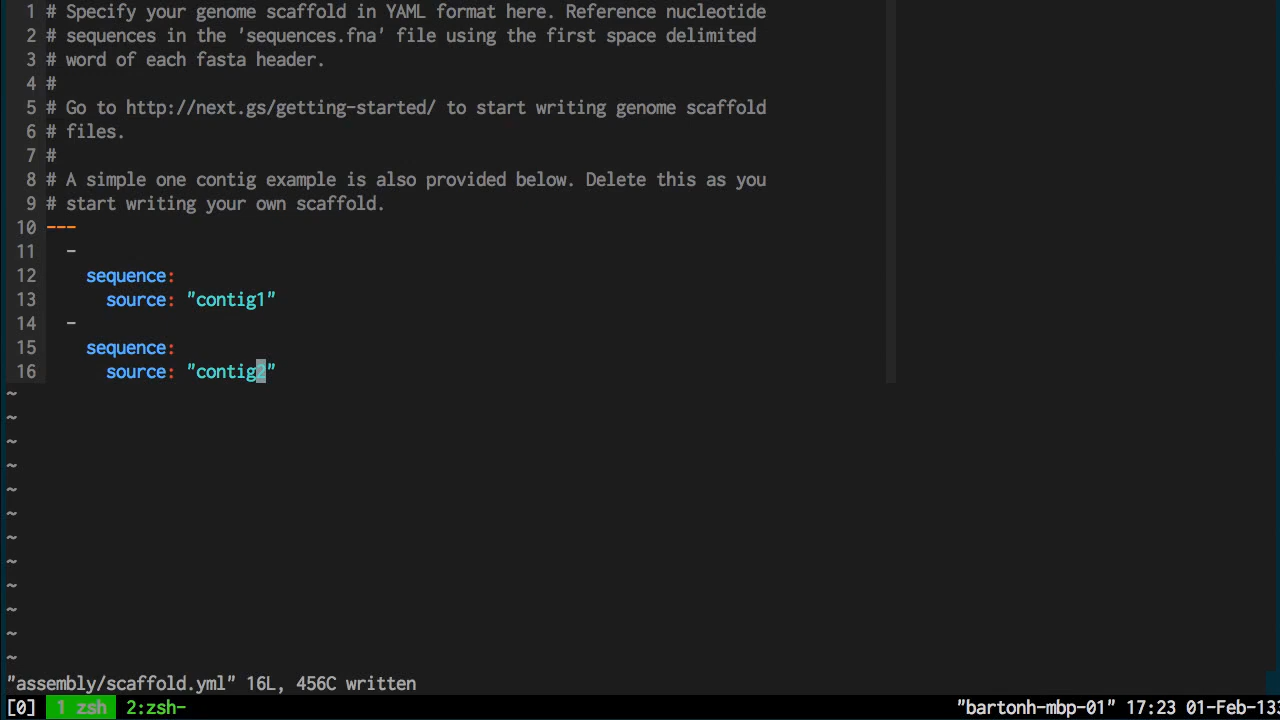 1 # Specify your genome scaffold in YAML format here. Reference nucleotide
2 # sequences in the 'sequences.fna' file using the first space delimited
3 # word of each fasta header.
4 #
5 # Go to http://next.gs/getting-started/ to start writing genome scaffold
6 # files.
7 #
8 # A simple one contig example is also provided below. Delete this as you
9 # start writing your own scaffold.
10 ---
11   -
12     sequence:
13       source: "contig1"
14   -
15     sequence:
16       source: "contig2"
~
~
~
~
~
~
~
~
~
~
~
~
"assembly/scaffold.yml" 16L, 456C written
[0] 1 zsh 2:zsh- "bartonh-mbp-01" 17:23 01-Feb-133